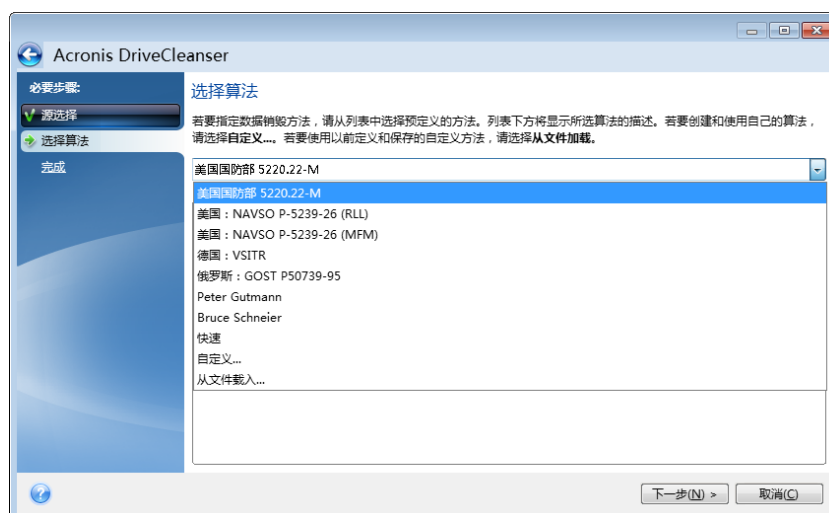 Acronis DriveCleanser
必要步骤:
源选择
选择算法
完成
选择算法
若要指定数据销毁方法，请从列表中选择预定义的方法。列表下方将显示所选算法的描述。若要创建和使用自己的算法，
请选择自定义...。若要使用以前定义和保存的自定义方法，请选择从文件加载。
美国国防部 5220.22-M
美国国防部 5220.22-M
美国：NAVSO P-5239-26 (RLL)
美国：NAVSO P-5239-26 (MFM)
德国：VSITR
俄罗斯：GOST P50739-95
Peter Gutmann
Bruce Schneier
快速
自定义...
从文件载入...
下一步(N) >
取消(C)